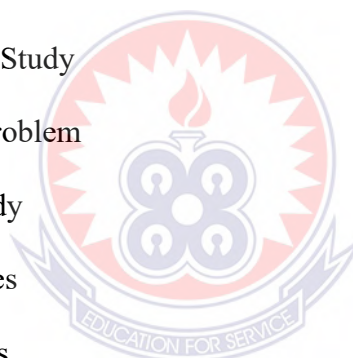 Study
roblem
dy
es
EDUCATION FOR SERVICE
s